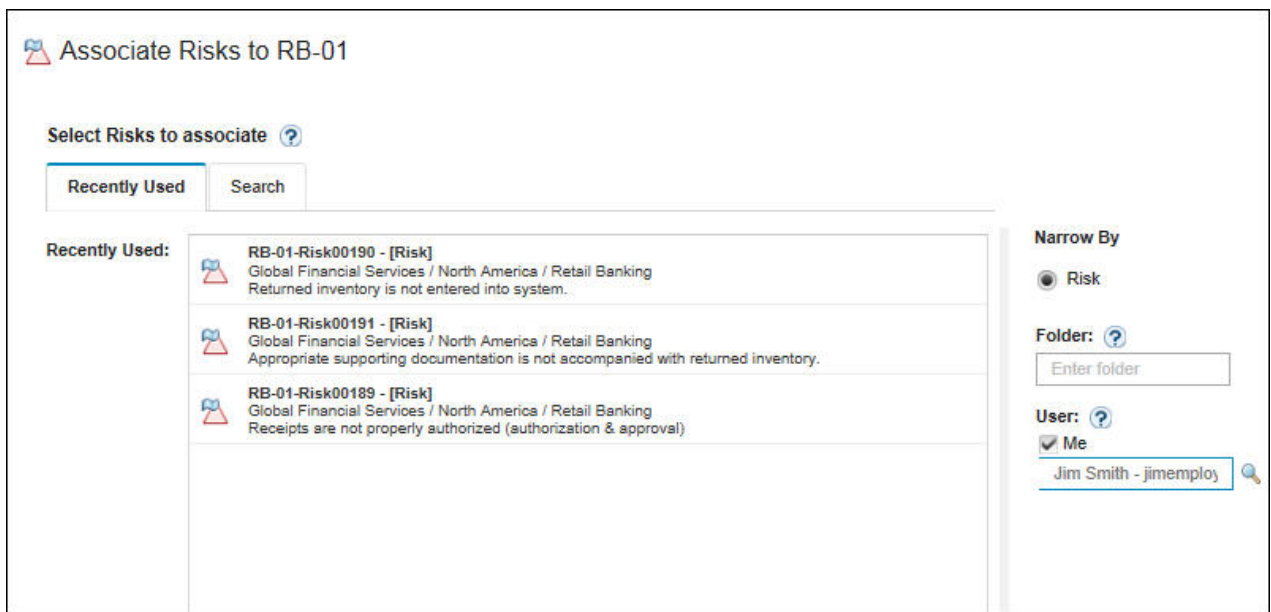 Associate Risks to RB-01
Select Risks to associate ?
Recently Used Search
Recently Used:
RB-01-Risk00190 - [Risk]
Global Financial Services / North America / Retail Banking
Returned inventory is not entered into system.
RB-01-Risk00191 - [Risk]
Global Financial Services / North America / Retail Banking
Appropriate supporting documentation is not accompanied with returned inventory.
RB-01-Risk00189 - [Risk]
Global Financial Services / North America / Retail Banking
Receipts are not properly authorized (authorization & approval)
Narrow By
Risk
Folder: ?
Enter folder
User: ?
Me
Jim Smith - jimemploy